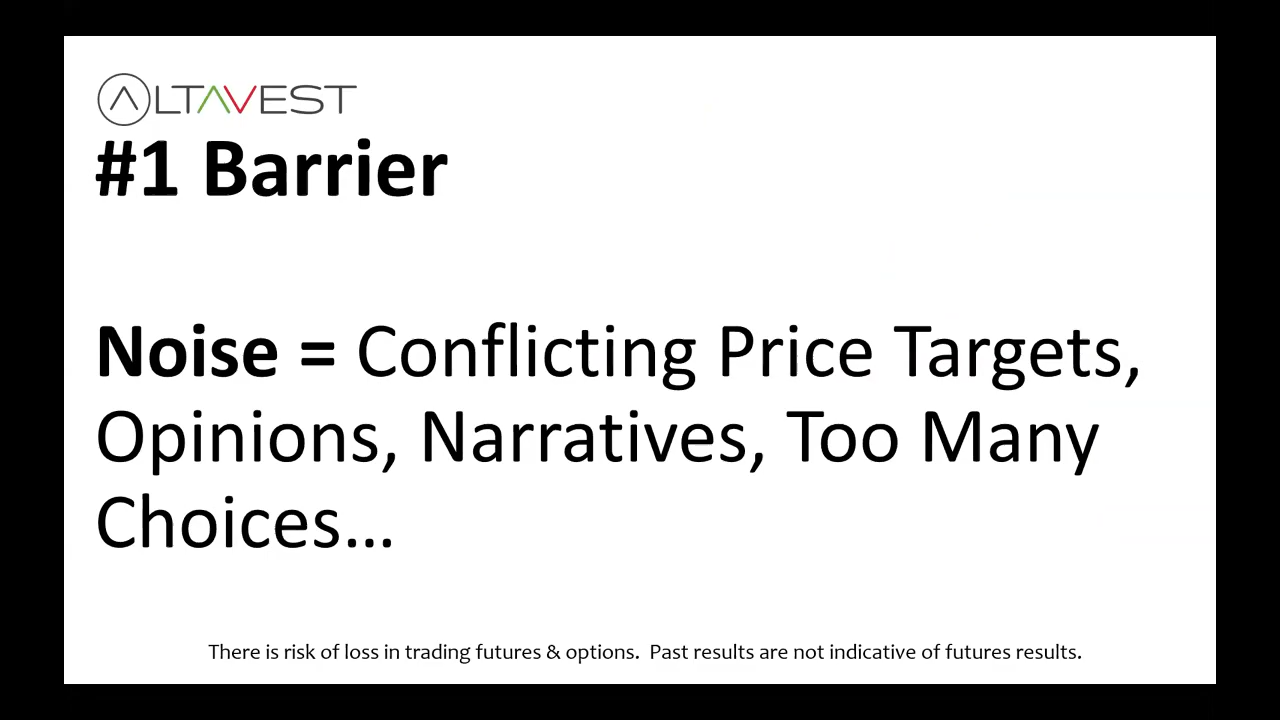 ALTAVEST
#1 Barrier
Noise = Conflicting Price Targets,
Opinions, Narratives, Too Many
Choices...
There is risk of loss in trading futures & options.  Past results are not indicative of futures results.